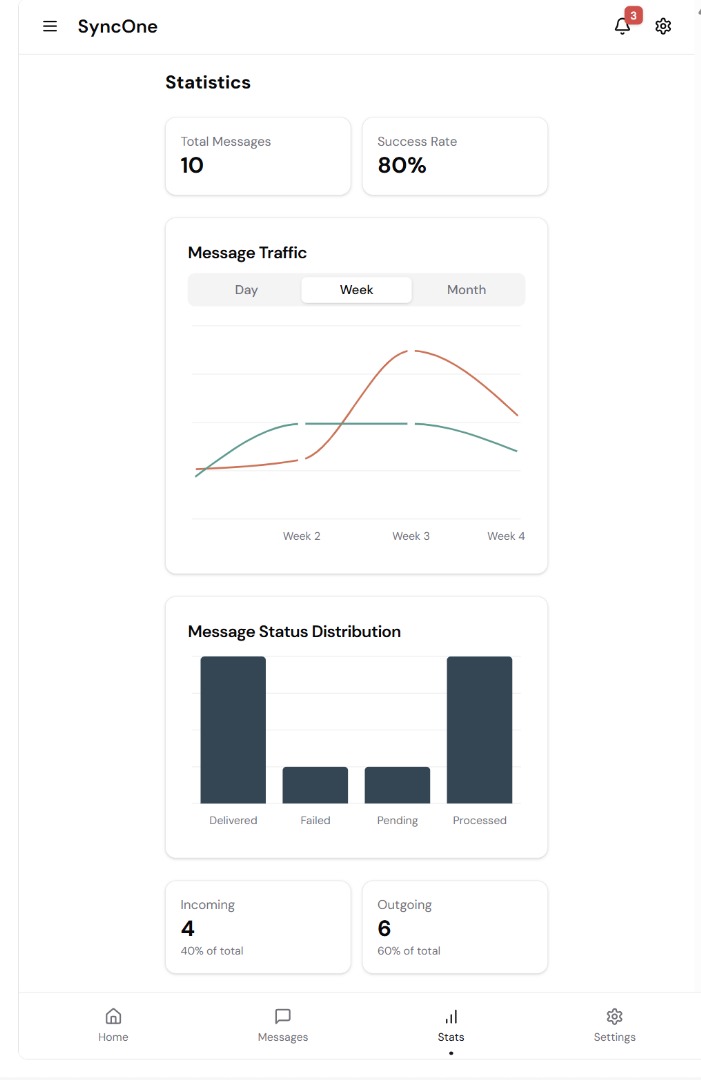 SyncOne
3
Statistics
Total Messages
10
Success Rate
80%
Message Traffic
Day Week Month
Week 2 Week 3 Week 4
Message Status Distribution
Delivered Failed Pending Processed
Incoming
4
40% of total
Outgoing
6
60% of total
Home Messages Stats Settings